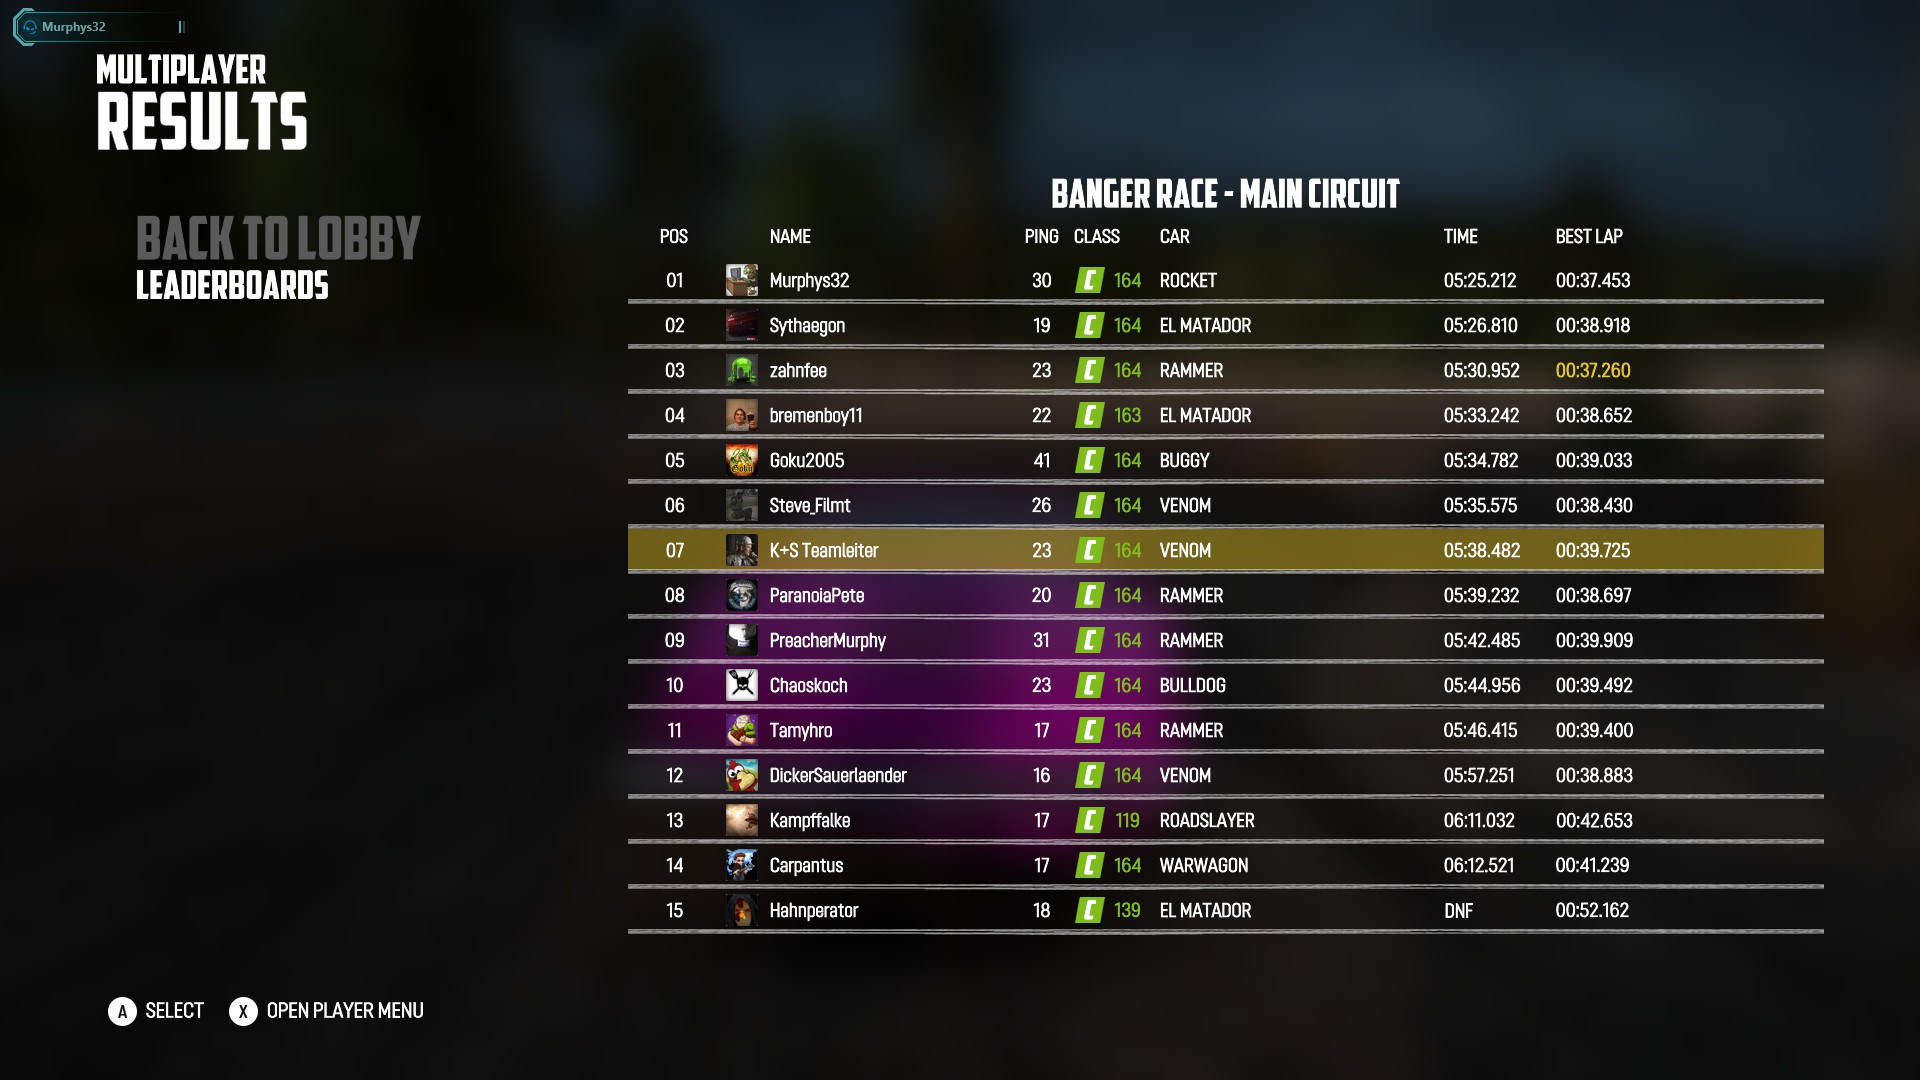 Murphys32
MULTIPLAYER
RESULTS
BACK TO LOBBY
LEADERBOARDS
BANGER RACE - MAIN CIRCUIT
POS NAME PING CLASS CAR TIME BEST LAP
01 Murphys32 30 C 164 ROCKET 05:25.212 00:37.453
02 Sythaegon 19 C 164 EL MATADOR 05:26.810 00:38.918
03 zahnfee 23 C 164 RAMMER 05:30.952 00:37.260
04 bremenboy11 22 C 163 EL MATADOR 05:33.242 00:38.652
05 Goku2005 41 C 164 BUGGY 05:34.782 00:39.033
06 Steve_Filmt 26 C 164 VENOM 05:35.575 00:38.430
07 K+S Teamleiter 23 C 164 VENOM 05:38.482 00:39.725
08 ParanoiaPete 20 C 164 RAMMER 05:39.232 00:38.697
09 PreacherMurphy 31 C 164 RAMMER 05:42.485 00:39.909
10 Chaoskoch 23 C 164 BULLDOG 05:44.956 00:39.492
11 Tamyhro 17 C 164 RAMMER 05:46.415 00:39.400
12 DickerSauerlaender 16 C 164 VENOM 05:57.251 00:38.883
13 Kampffalke 17 C 119 ROADSLAYER 06:11.032 00:42.653
14 Carpantus 17 C 164 WARWAGON 06:12.521 00:41.239
15 Hahnperator 18 C 139 EL MATADOR DNF 00:52.162
A SELECT X OPEN PLAYER MENU